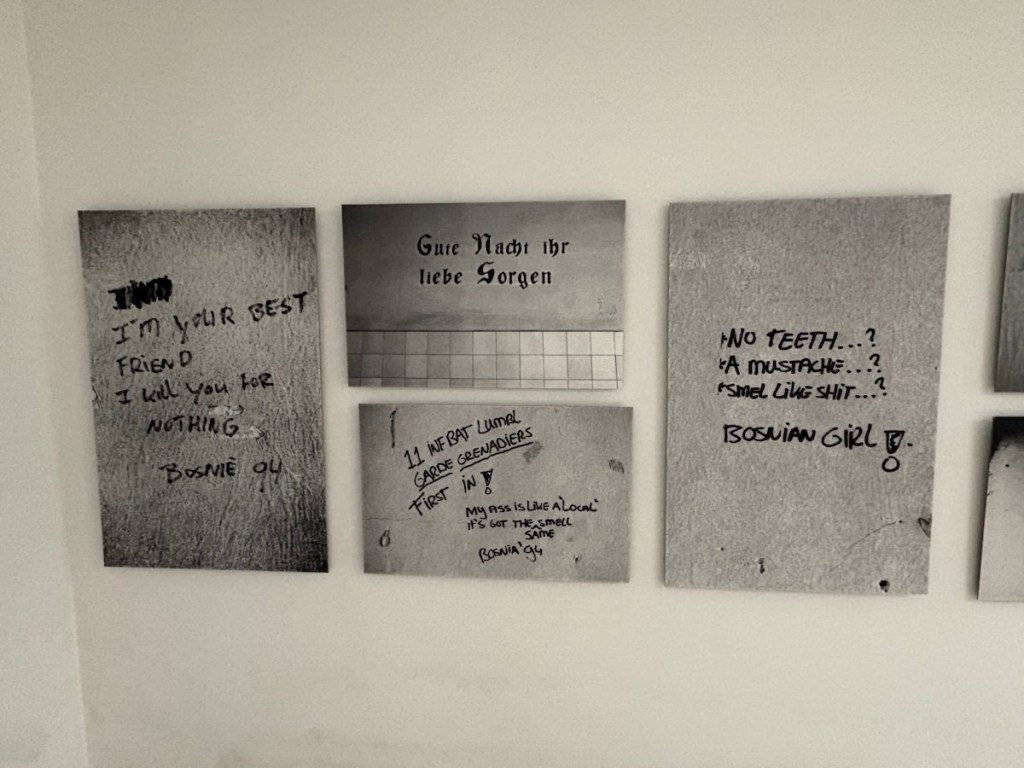 I'M YOUR BEST
FRIEND
I kill You FOR
NOTHING
BOSNIE 94
Gute Nacht ihr
liebe Sorgen
11 INF BAT LUMBL
GARDE GRENADIERS
FIRST IN !
MY ASS IS LIKE A 'LOCAL'
IT'S GOT THE SMELL
SAME
BOSNIA '94
NO TEETH...?
A MUSTACHE...?
SMEL LIKE SHIT...?
BOSNIAN GIRL!